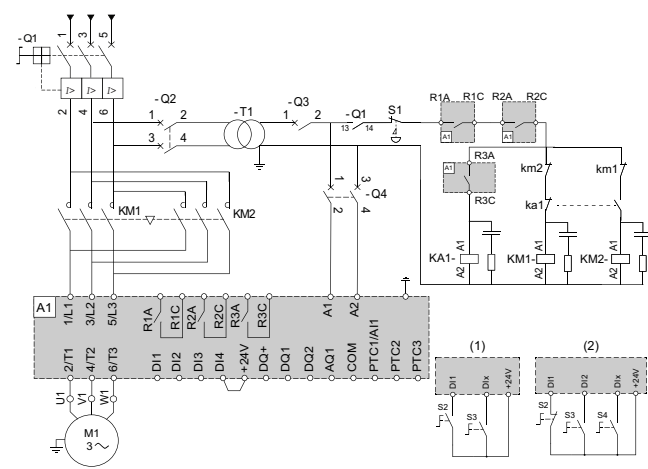 -Q1
1 3 5
I> I> I>
2 4 6
-Q2
1 2
3 4
-T1
-Q3
1 2
-Q1
13 14
S1
R1A R1C R2A R2C
A1 A1
R3A
A1
R3C
km2 km1
ka1
1 3
-Q4
2 4
KM1 KM2
A1 A1 A1
KA1- KM1- KM2-
A2 A2 A2
A1
1/L1 3/L2 5/L3 R1A R1C R2A R2C R3A R3C A1 A2
2/T1 4/T2 6/T3 DI1 DI2 DI3 DI4 +24V DQ+ DQ1 DQ2 AQ1 COM PTC1/AI1 PTC2 PTC3
U1 V1 W1
M1
3 ~
(1) (2)
DI1 DIx +24V
S2 S3
DI1 DI2 DIx +24V
S2 S3 S4